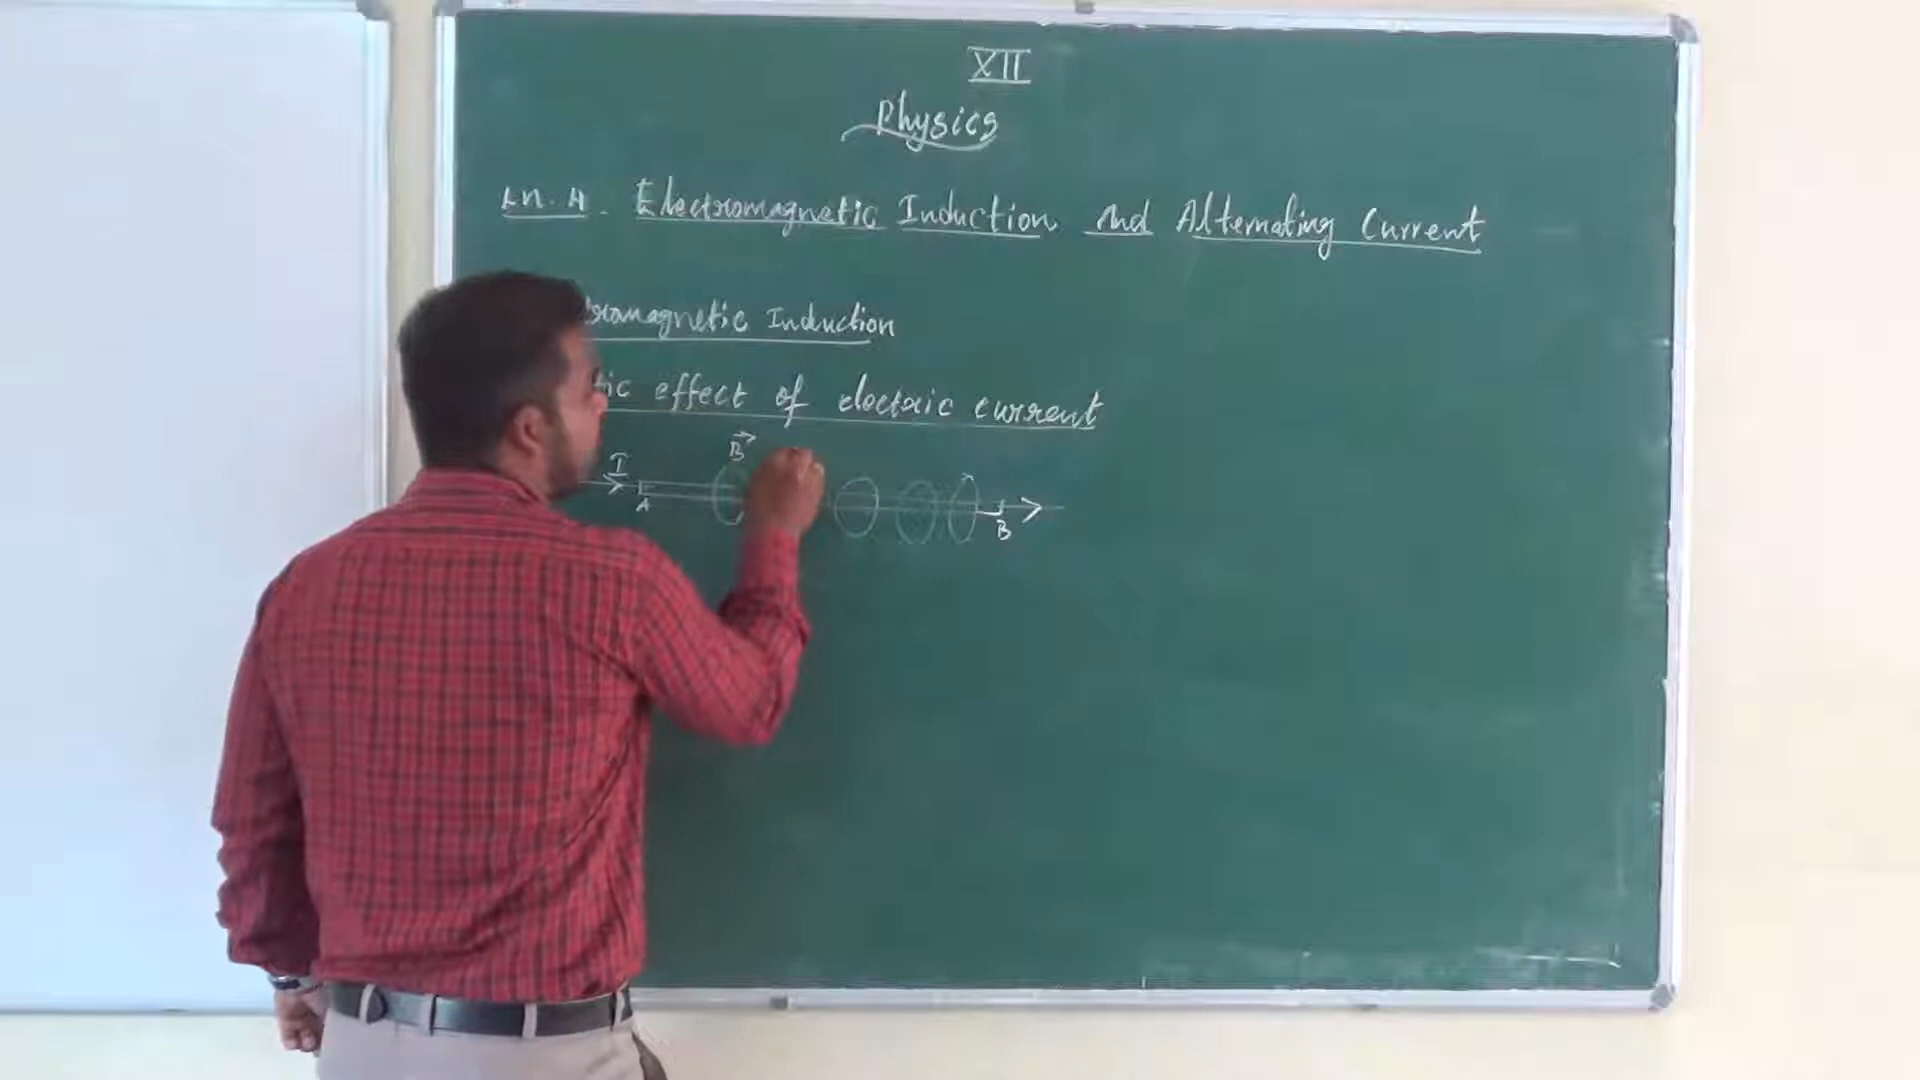 XII
Physics
Ln. 4. Electromagnetic Induction And Alternating Current
Induction
effect of electric current
B
I
A
B